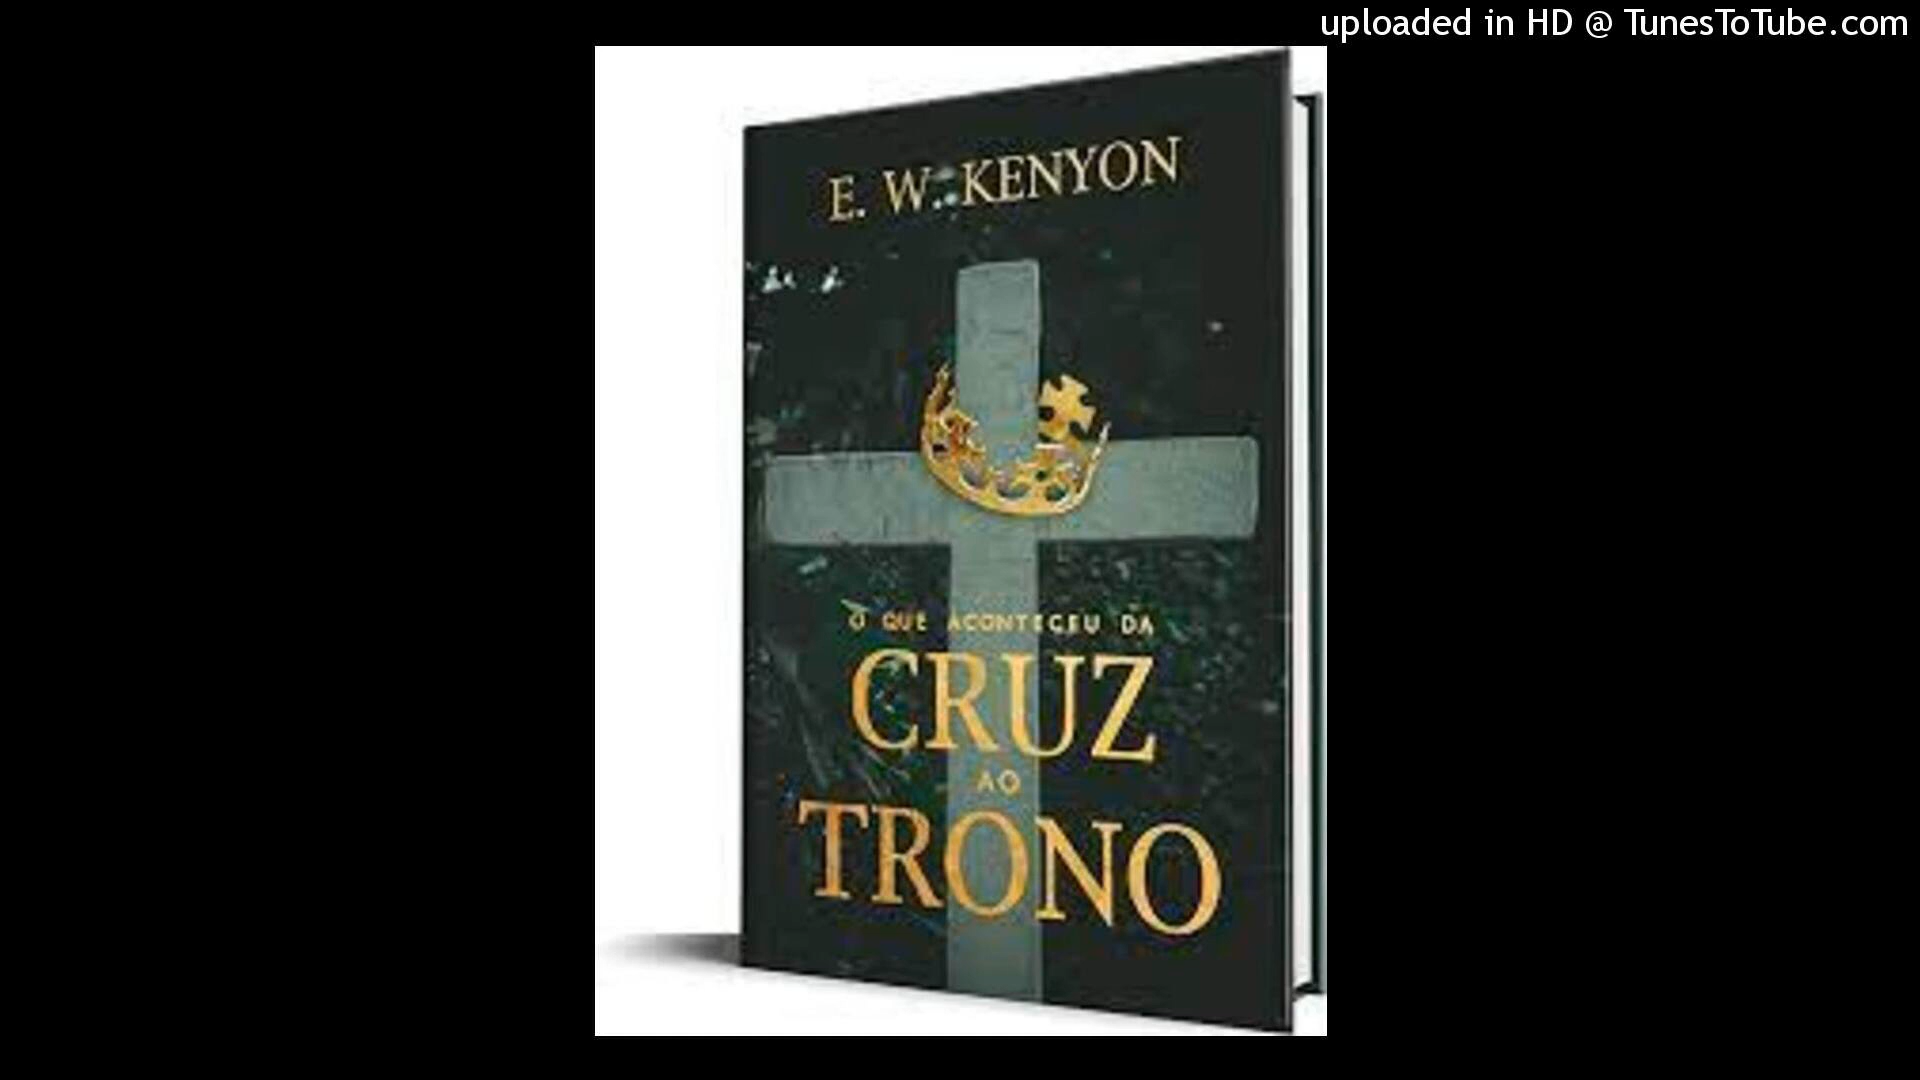 uploaded in HD @ TunesToTube.com
E. W. KENYON
O QUE ACONTECEU DA
CRUZ
AO
TRONO